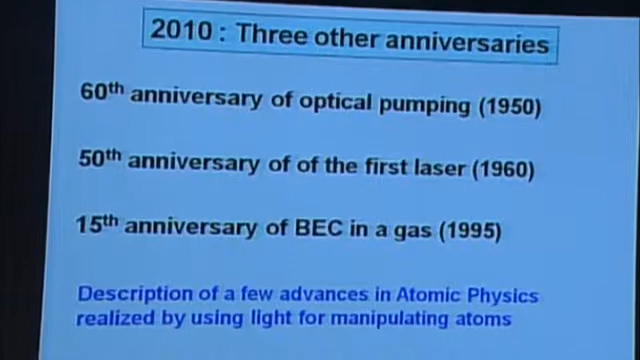 2010 : Three other anniversaries
60th anniversary of optical pumping (1950)
50th anniversary of of the first laser (1960)
15th anniversary of BEC in a gas (1995)
Description of a few advances in Atomic Physics
realized by using light for manipulating atoms